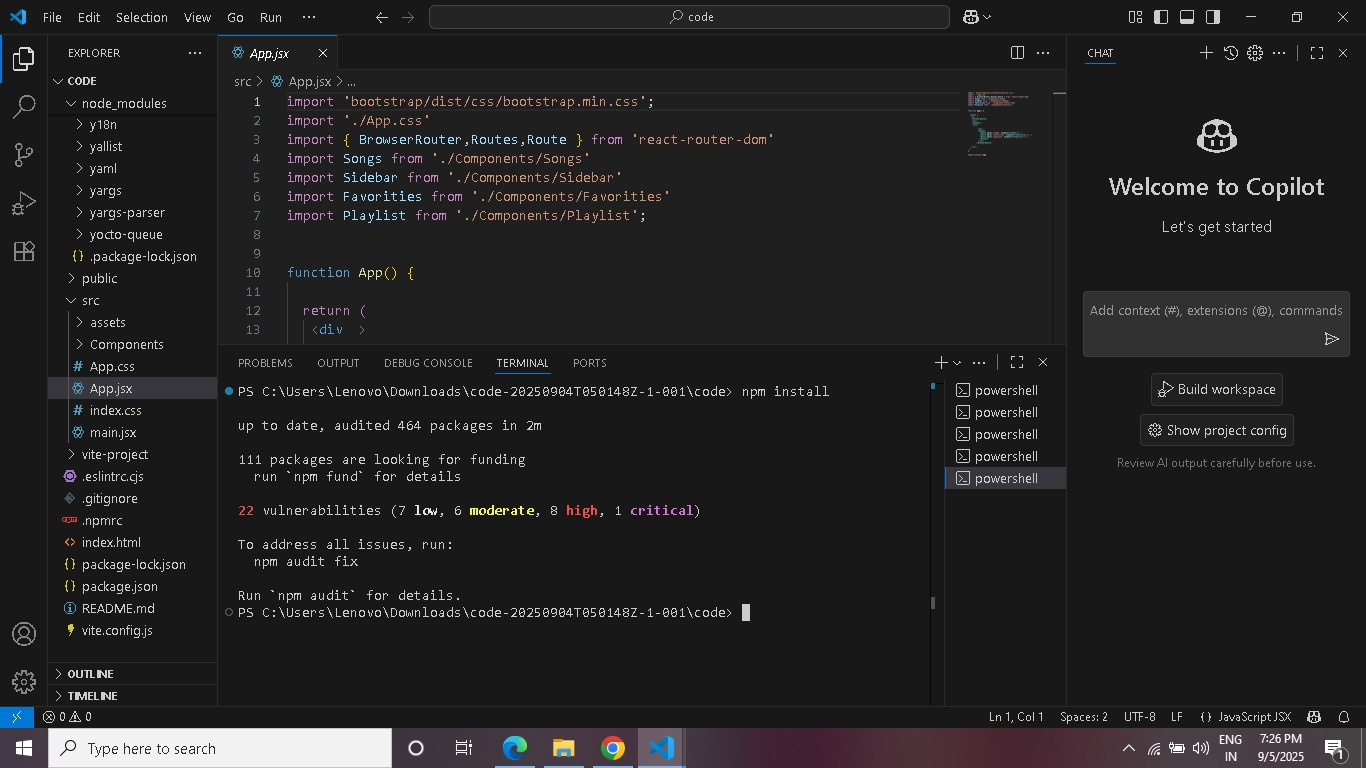 File Edit Selection View Go Run ···
code
EXPLORER ···
CODE
node_modules
y18n
yallist
yaml
yargs
yargs-parser
yocto-queue
{} .package-lock.json
public
src
assets
Components
# App.css
App.jsx
# index.css
main.jsx
vite-project
.eslintrc.cjs
.gitignore
.npmrc
<> index.html
{} package-lock.json
{} package.json
README.md
vite.config.js
OUTLINE
TIMELINE
App.jsx
src > App.jsx > ...
1 import 'bootstrap/dist/css/bootstrap.min.css';
2 import './App.css'
3 import { BrowserRouter,Routes,Route } from 'react-router-dom'
4 import Songs from './Components/Songs'
5 import Sidebar from './Components/Sidebar'
6 import Favorities from './Components/Favorities'
7 import Playlist from './Components/Playlist';
8
9
10 function App() {
11
12 return (
13 <div >
PROBLEMS OUTPUT DEBUG CONSOLE TERMINAL PORTS
PS C:\Users\Lenovo\Downloads\code-20250904T050148Z-1-001\code> npm install
up to date, audited 464 packages in 2m
111 packages are looking for funding
run `npm fund` for details
22 vulnerabilities (7 low, 6 moderate, 8 high, 1 critical)
To address all issues, run:
npm audit fix
Run `npm audit` for details.
PS C:\Users\Lenovo\Downloads\code-20250904T050148Z-1-001\code>
powershell
powershell
powershell
powershell
powershell
CHAT
Welcome to Copilot
Let's get started
Add context (#), extensions (@), commands
Build workspace
Show project config
Review AI output carefully before use.
0 0
Ln 1, Col 1 Spaces: 2 UTF-8 LF {} JavaScript JSX
Type here to search
ENG
IN
7:26 PM
9/5/2025
1